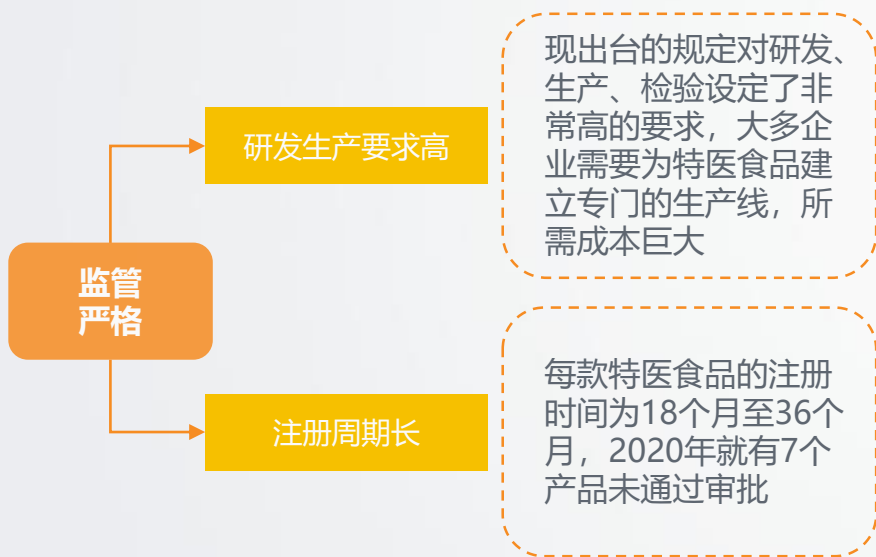 现出台的规定对研发、
生产、检验设定了非
常高的要求，大多企
业需要为特医食品建
立专门的生产线，所
需成本巨大
研发生产要求高
监管
严格
每款特医食品的注册
时间为18个月至36个
月，2020年就有7个
产品未通过审批
注册周期长